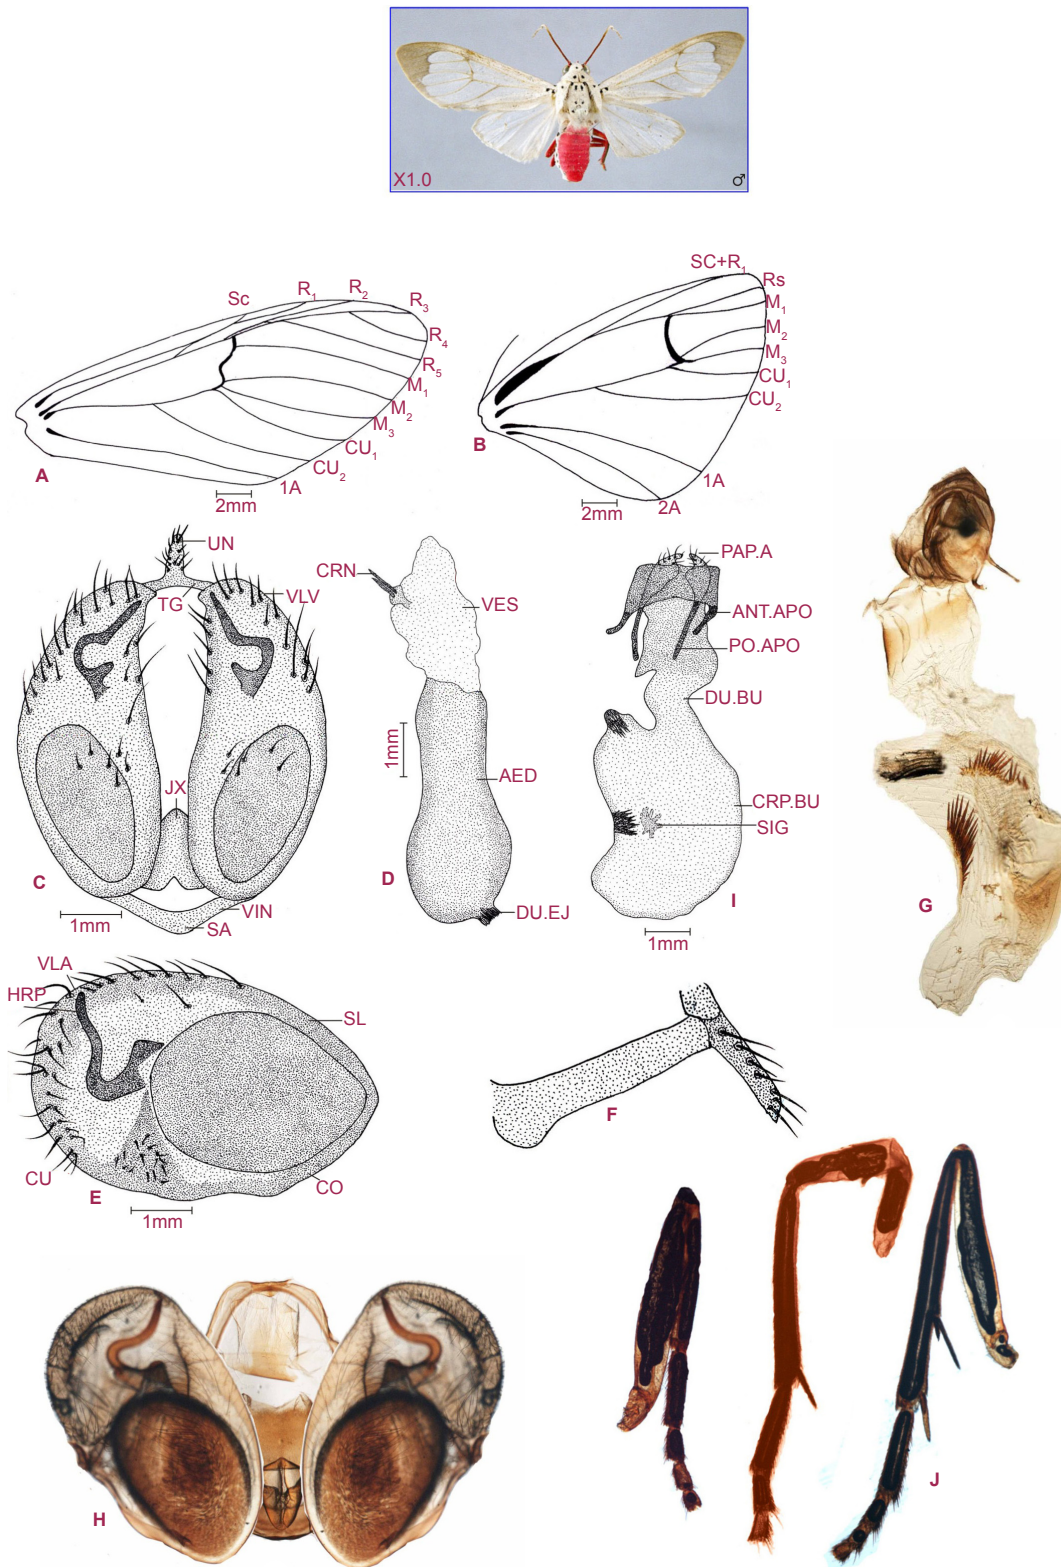 X1.0 ♂
Sc R1 R2 R3
R4
R5
M1
M2
M3
CU1
CU2
1A
A
2mm
SC+R1
Rs
M1
M2
M3
CU1
CU2
1A
2A
B
2mm
UN
TG
VLV
JX
VIN
SA
C
1mm
CRN
VES
1mm
AED
DU.EJ
D
PAP.A
ANT.APO
PO.APO
DU.BU
CRP.BU
SIG
I
1mm
G
VLA
HRP
SL
CU
CO
E
1mm
F
H
J